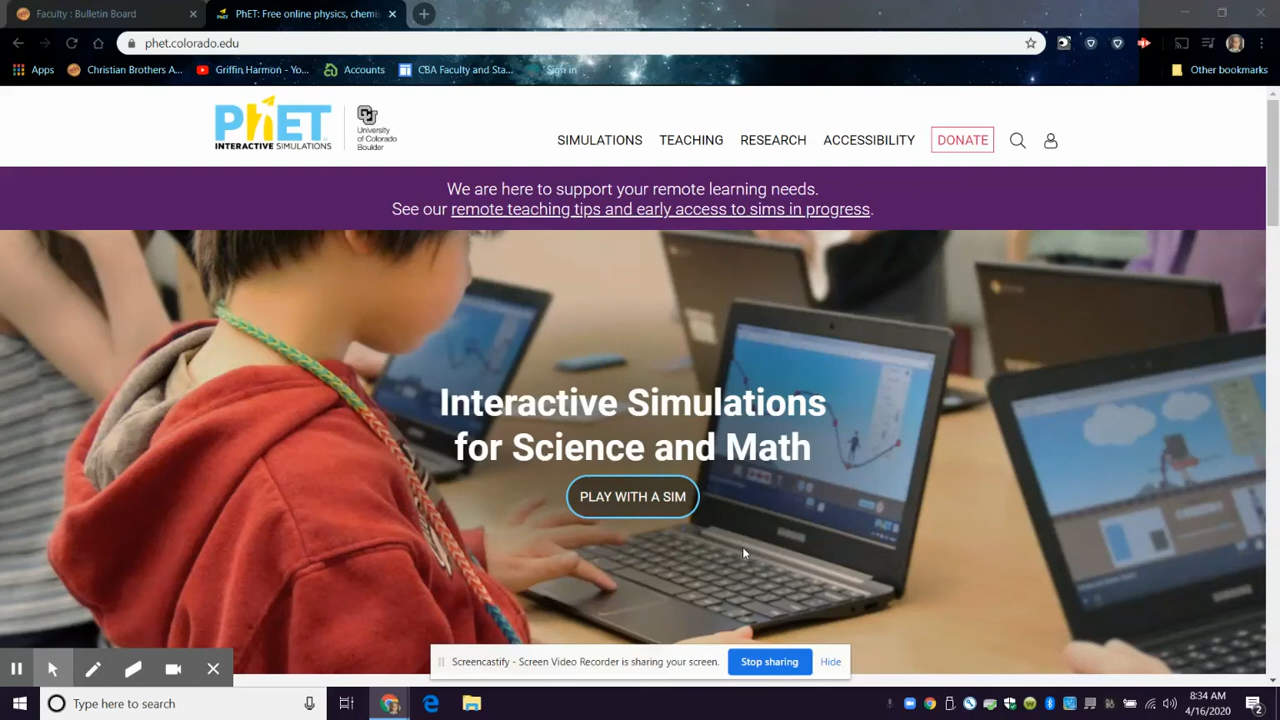 Faculty : Bulletin Board
PhET: Free online physics, chemi
phet.colorado.edu
Apps
Christian Brothers A...
Griffin Harmon - Yo...
Accounts
CBA Faculty and Sta...
Sign in
Other bookmarks
PhET
INTERACTIVE SIMULATIONS
University
of Colorado
Boulder
SIMULATIONS
TEACHING
RESEARCH
ACCESSIBILITY
DONATE
We are here to support your remote learning needs.
See our remote teaching tips and early access to sims in progress.
Interactive Simulations
for Science and Math
PLAY WITH A SIM
Screencastify - Screen Video Recorder is sharing your screen.
Stop sharing
Hide
Type here to search
8:34 AM
4/16/2020
2